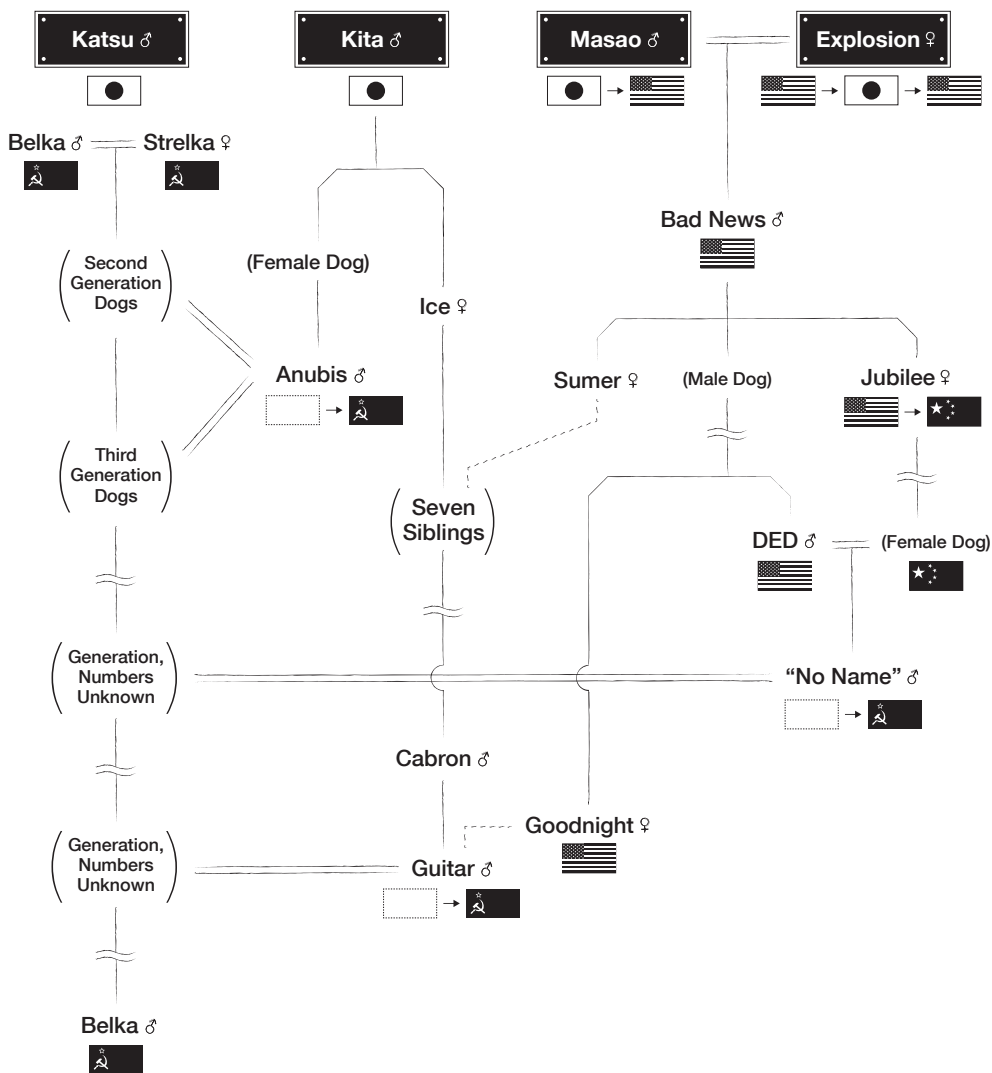 Katsu ♂
Kita ♂
Masao ♂
Explosion ♀
Belka ♂
Strelka ♀
Bad News ♂
(Second
Generation
Dogs)
(Female Dog)
Ice ♀
Anubis ♂
Sumer ♀
(Male Dog)
Jubilee ♀
(Third
Generation
Dogs)
(Seven
Siblings)
DED ♂
(Female Dog)
(Generation,
Numbers
Unknown)
“No Name” ♂
Cabron ♂
Goodnight ♀
(Generation,
Numbers
Unknown)
Guitar ♂
Belka ♂